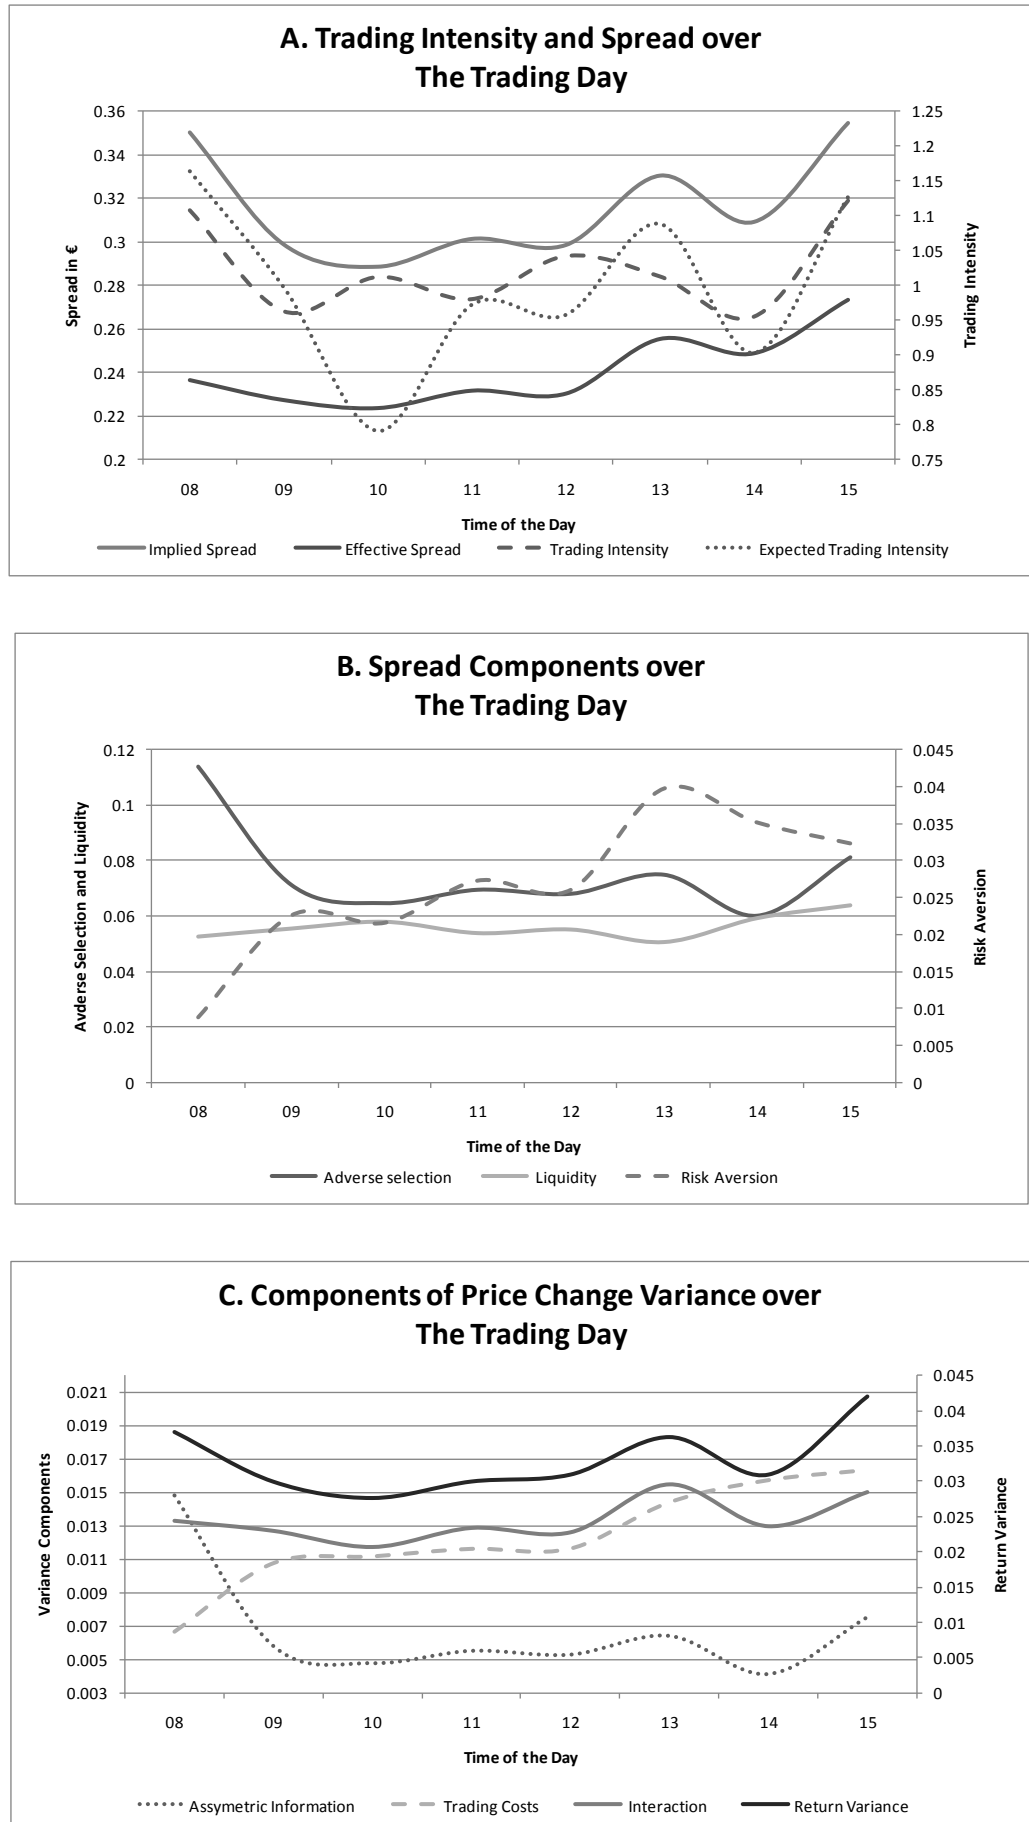 A. Trading Intensity and Spread over
The Trading Day
0.36
0.34
0.32
0.3
0.28
0.26
0.24
0.22
0.2
Spread in €
1.25
1.2
1.15
1.1
1.05
1
0.95
0.9
0.85
0.8
0.75
Trading Intensity
08 09 10 11 12 13 14 15
Time of the Day
Implied Spread Effective Spread Trading Intensity Expected Trading Intensity
B. Spread Components over
The Trading Day
0.12
0.1
0.08
0.06
0.04
0.02
0
Avderse Selection and Liquidity
0.045
0.04
0.035
0.03
0.025
0.02
0.015
0.01
0.005
0
Risk Aversion
08 09 10 11 12 13 14 15
Time of the Day
Adverse selection Liquidity Risk Aversion
C. Components of Price Change Variance over
The Trading Day
0.021
0.019
0.017
0.015
0.013
0.011
0.009
0.007
0.005
0.003
Variance Components
0.045
0.04
0.035
0.03
0.025
0.02
0.015
0.01
0.005
0
Return Variance
08 09 10 11 12 13 14 15
Time of the Day
Assymetric Information Trading Costs Interaction Return Variance